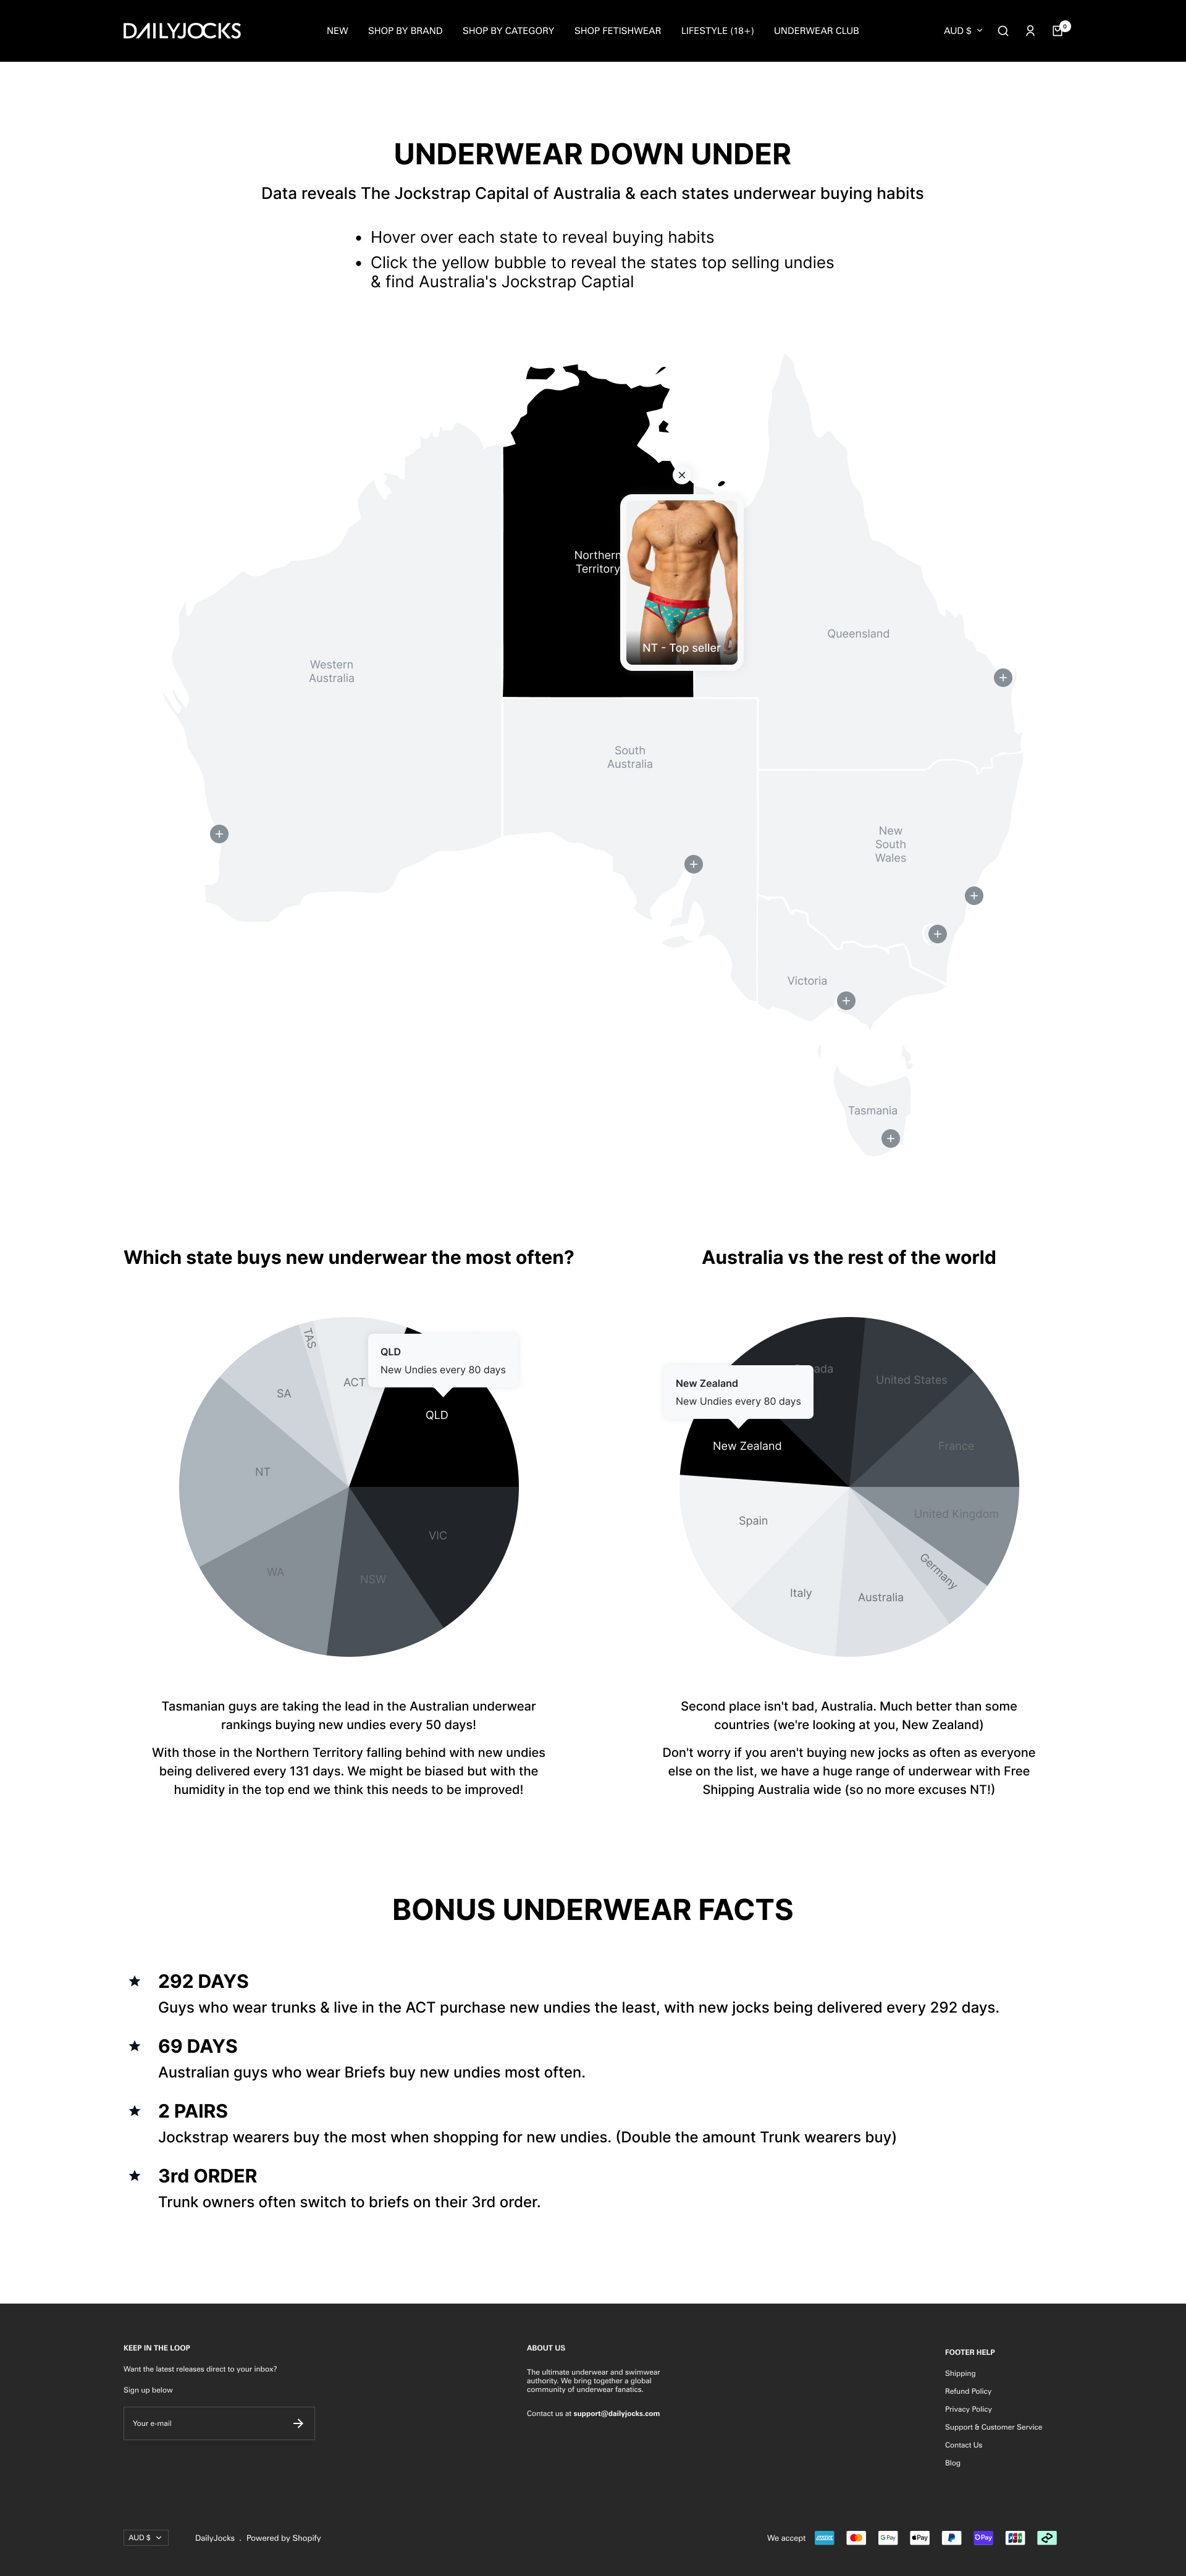 DAILYJOCKS
NEW
SHOP BY BRAND
SHOP BY CATEGORY
SHOP FETISHWEAR
LIFESTYLE (18+)
UNDERWEAR CLUB
AUD $
0
UNDERWEAR DOWN UNDER
Data reveals The Jockstrap Capital of Australia & each states underwear buying habits
• Hover over each state to reveal buying habits
• Click the yellow bubble to reveal the states top selling undies
& find Australia's Jockstrap Captial
Northern
Territory
NT - Top seller
Queensland
Western
Australia
South
Australia
New
South
Wales
Victoria
Tasmania
Which state buys new underwear the most often?
TAS
ACT
SA
QLD
New Undies every 80 days
QLD
NT
VIC
WA
NSW
Australia vs the rest of the world
United States
New Zealand
New Undies every 80 days
New Zealand
France
United Kingdom
Spain
Germany
Italy
Australia
Tasmanian guys are taking the lead in the Australian underwear
rankings buying new undies every 50 days!
With those in the Northern Territory falling behind with new undies
being delivered every 131 days. We might be biased but with the
humidity in the top end we think this needs to be improved!
Second place isn't bad, Australia. Much better than some
countries (we're looking at you, New Zealand)
Don't worry if you aren't buying new jocks as often as everyone
else on the list, we have a huge range of underwear with Free
Shipping Australia wide (so no more excuses NT!)
BONUS UNDERWEAR FACTS
292 DAYS
Guys who wear trunks & live in the ACT purchase new undies the least, with new jocks being delivered every 292 days.
69 DAYS
Australian guys who wear Briefs buy new undies most often.
2 PAIRS
Jockstrap wearers buy the most when shopping for new undies. (Double the amount Trunk wearers buy)
3rd ORDER
Trunk owners often switch to briefs on their 3rd order.
KEEP IN THE LOOP
Want the latest releases direct to your inbox?
Sign up below
Your e-mail
ABOUT US
The ultimate underwear and swimwear
authority. We bring together a global
community of underwear fanatics.
Contact us at support@dailyjocks.com
FOOTER HELP
Shipping
Refund Policy
Privacy Policy
Support & Customer Service
Contact Us
Blog
AUD $
DailyJocks . Powered by Shopify
We accept
G Pay
Pay
OPay
JCB